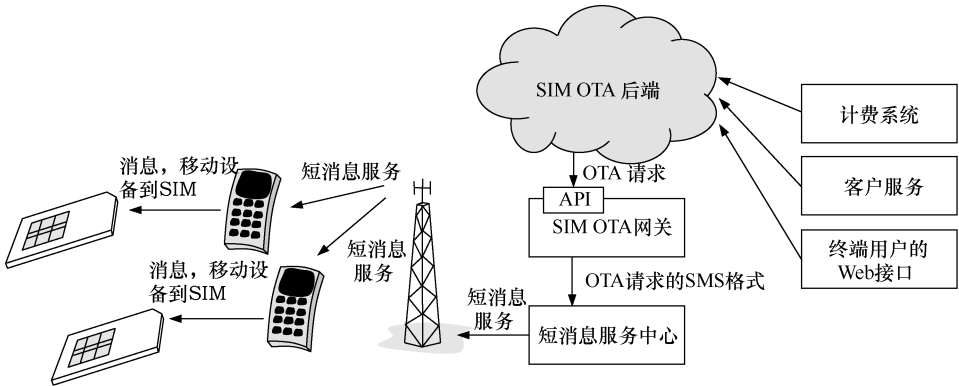 SIM OTA 后端
计费系统
客户服务
终端用户的
Web接口
OTA 请求
API
SIM OTA网关
OTA请求的SMS格式
短消息服务中心
短消息
服务
短消息服务
短消息
服务
消息，移动设
备到SIM
消息，移动设
备到SIM